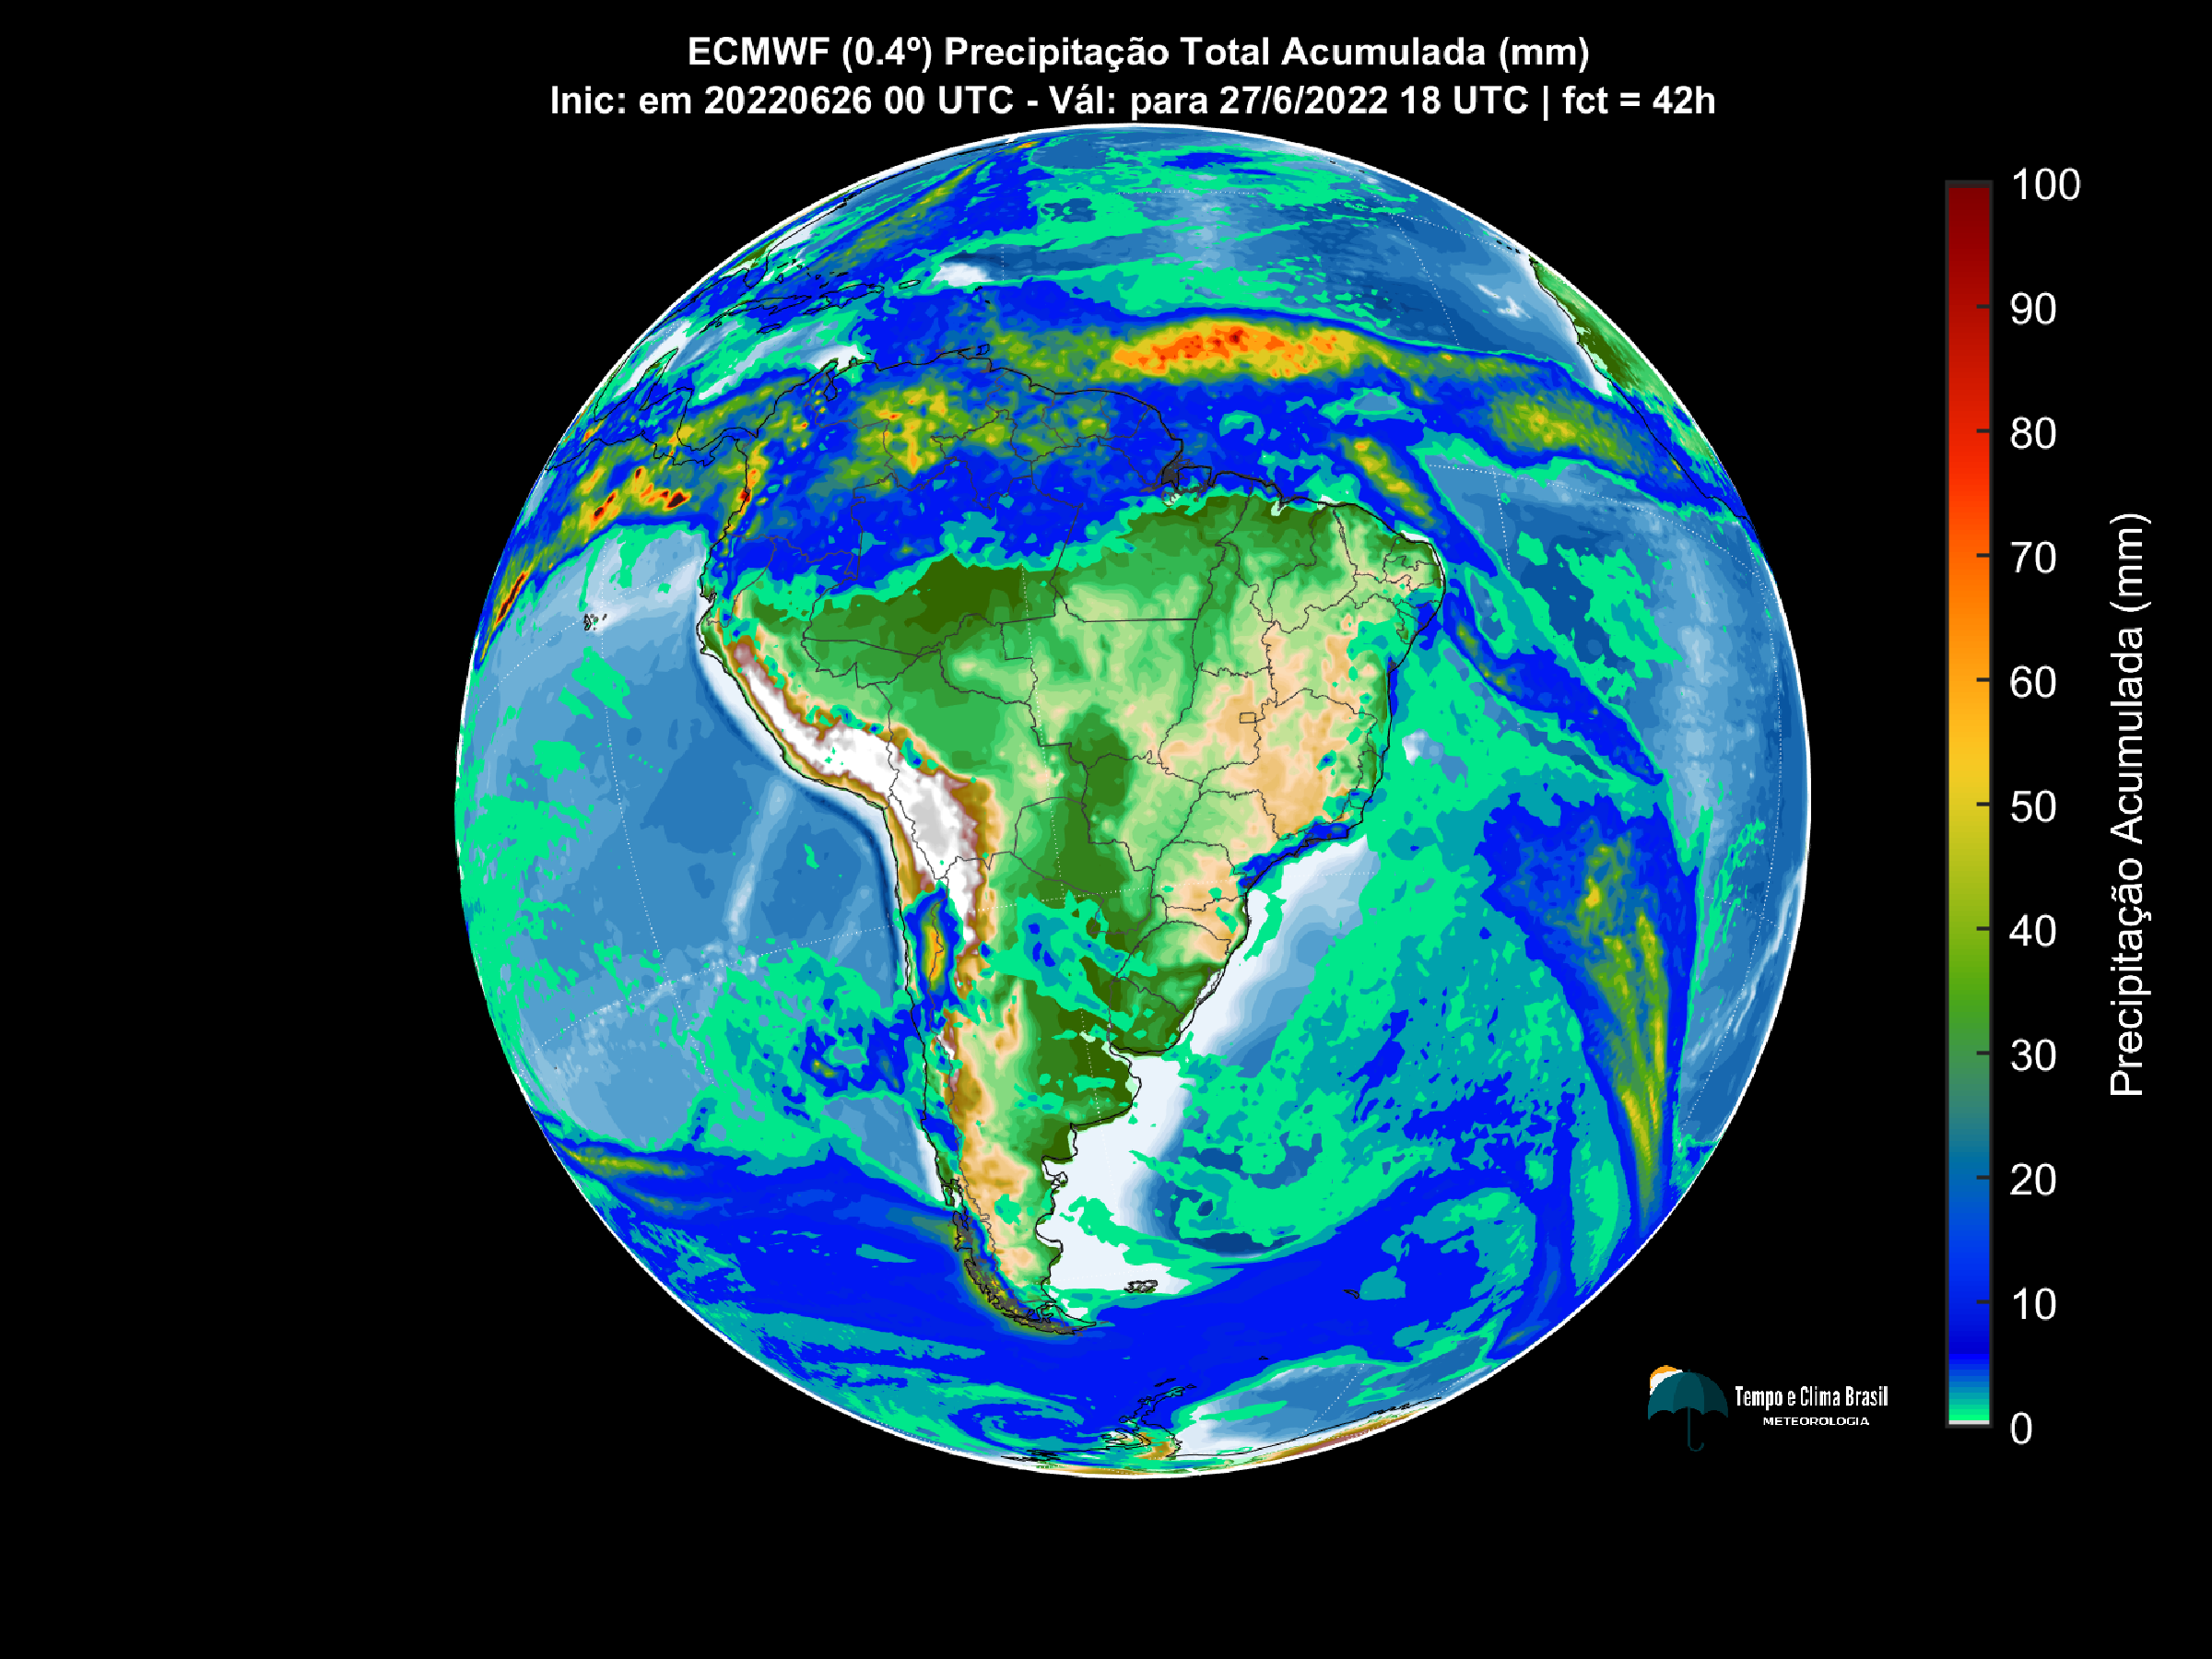 ECMWF (0.4º) Precipitação Total Acumulada (mm)
Inic: em 20220626 00 UTC - Vál: para 27/6/2022 18 UTC | fct = 42h
100
90
80
70
60
50
40
30
20
10
0
Precipitação Acumulada (mm)
Tempo e Clima Brasil
METEOROLOGIA